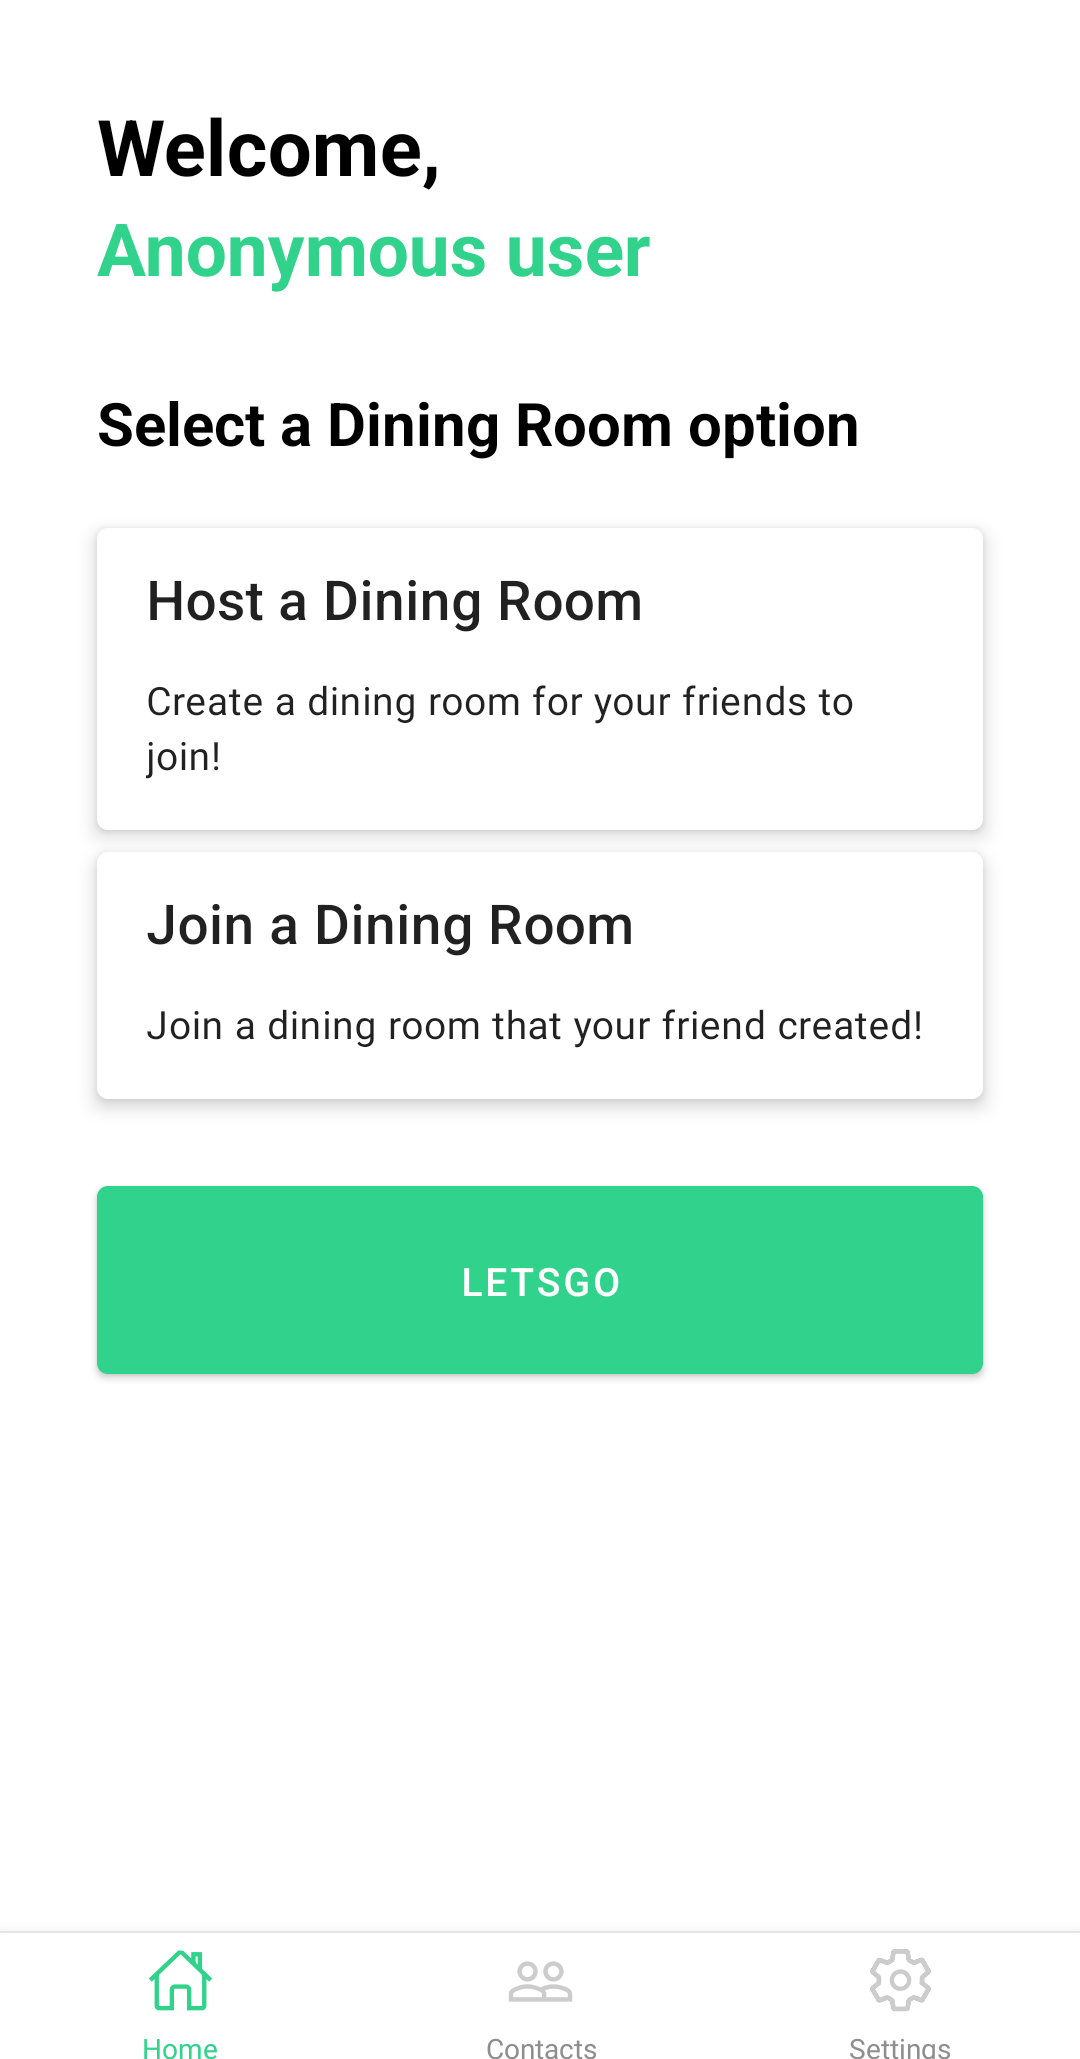 Welcome,
Anonymous user
Select a Dining Room option
Host a Dining Room
Create a dining room for your friends to
join!
Join a Dining Room
Join a dining room that your friend created!
LETSGO
Home
Contacts
Settings